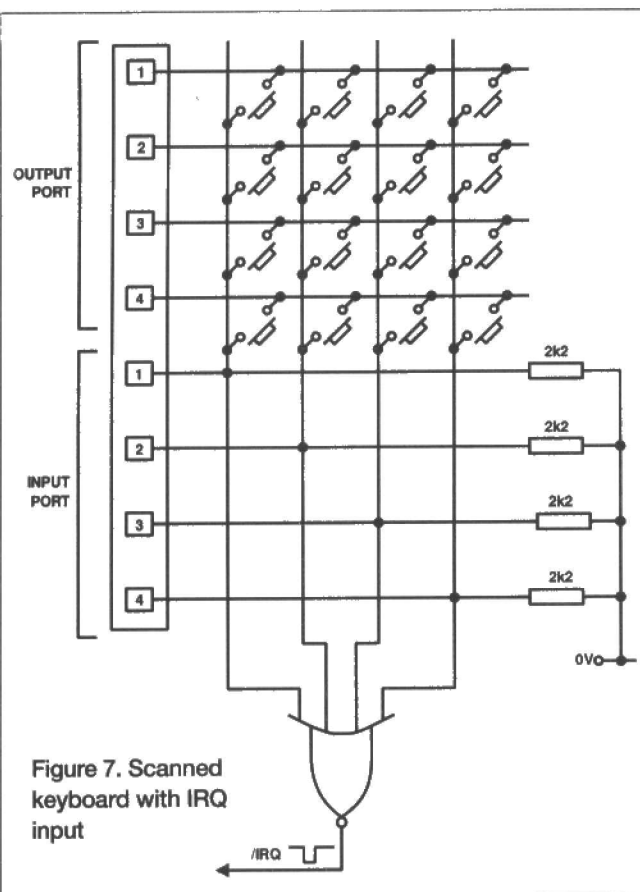 1
2
OUTPUT
PORT
3
4
1
2k2
2
2k2
INPUT
PORT
3
2k2
4
2k2
0V
Figure 7. Scanned
keyboard with IRQ
input
/IRQ